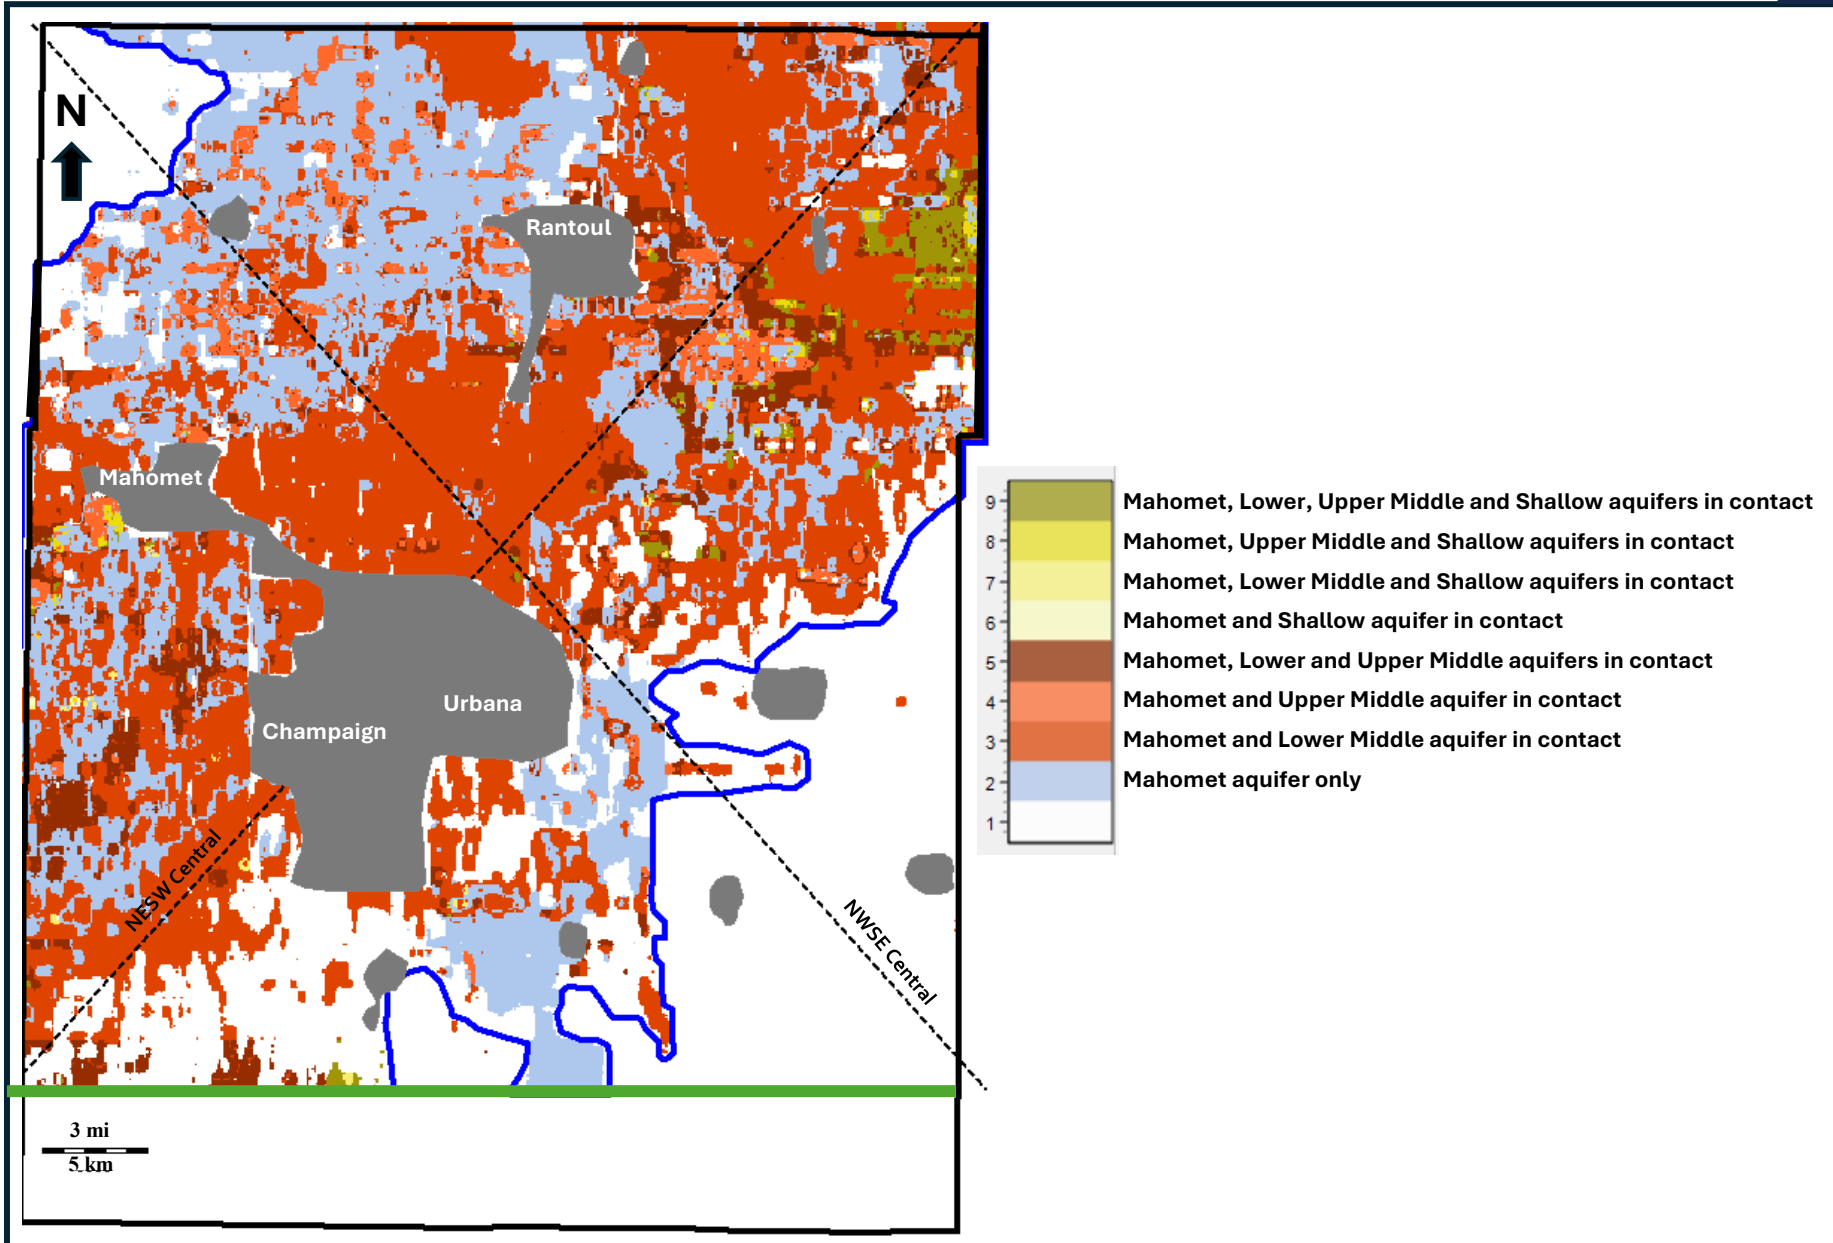 N
Rantoul
Mahomet
Urbana
Champaign
NESW Central
NWSE Central
9 Mahomet, Lower, Upper Middle and Shallow aquifers in contact
8 Mahomet, Upper Middle and Shallow aquifers in contact
7 Mahomet, Lower Middle and Shallow aquifers in contact
6 Mahomet and Shallow aquifer in contact
5 Mahomet, Lower and Upper Middle aquifers in contact
4 Mahomet and Upper Middle aquifer in contact
3 Mahomet and Lower Middle aquifer in contact
2 Mahomet aquifer only
1
3 mi
5 km